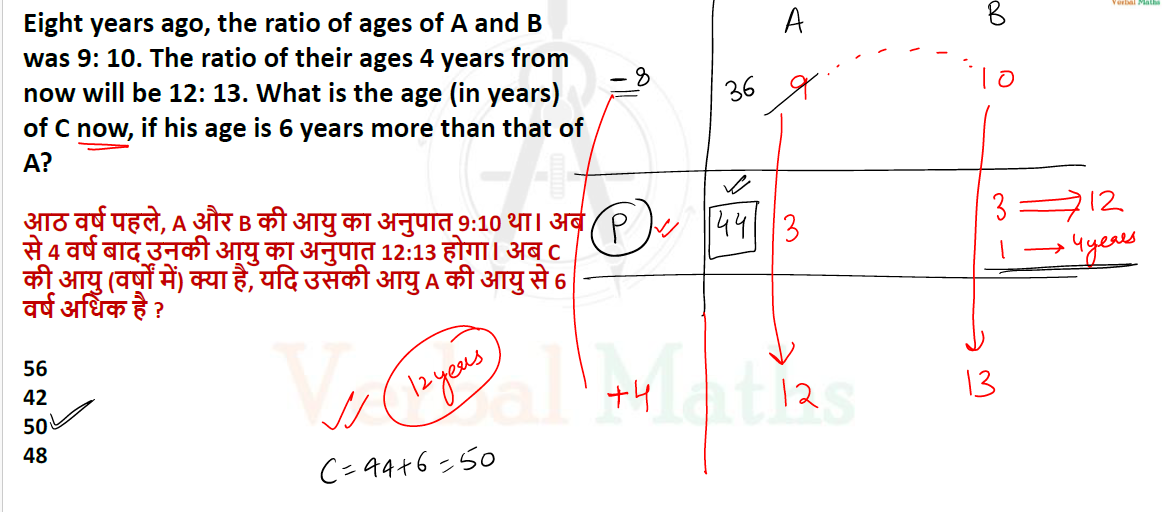 Verbal Maths
Eight years ago, the ratio of ages of A and B
was 9: 10. The ratio of their ages 4 years from
now will be 12: 13. What is the age (in years)
of C now, if his age is 6 years more than that of
A?
आठ वर्ष पहले, A और B की आयु का अनुपात 9:10 था। अब
से 4 वर्ष बाद उनकी आयु का अनुपात 12:13 होगा। अब C
की आयु (वर्षों में) क्या है, यदि उसकी आयु A की आयु से 6
वर्ष अधिक है ?
56
42
50
48
12 years
C = 44+6 = 50
A B
-8 36 9 10
P 44 3 3 ⟹ 12
1 → 4years
+4 12 13
Verbal Maths